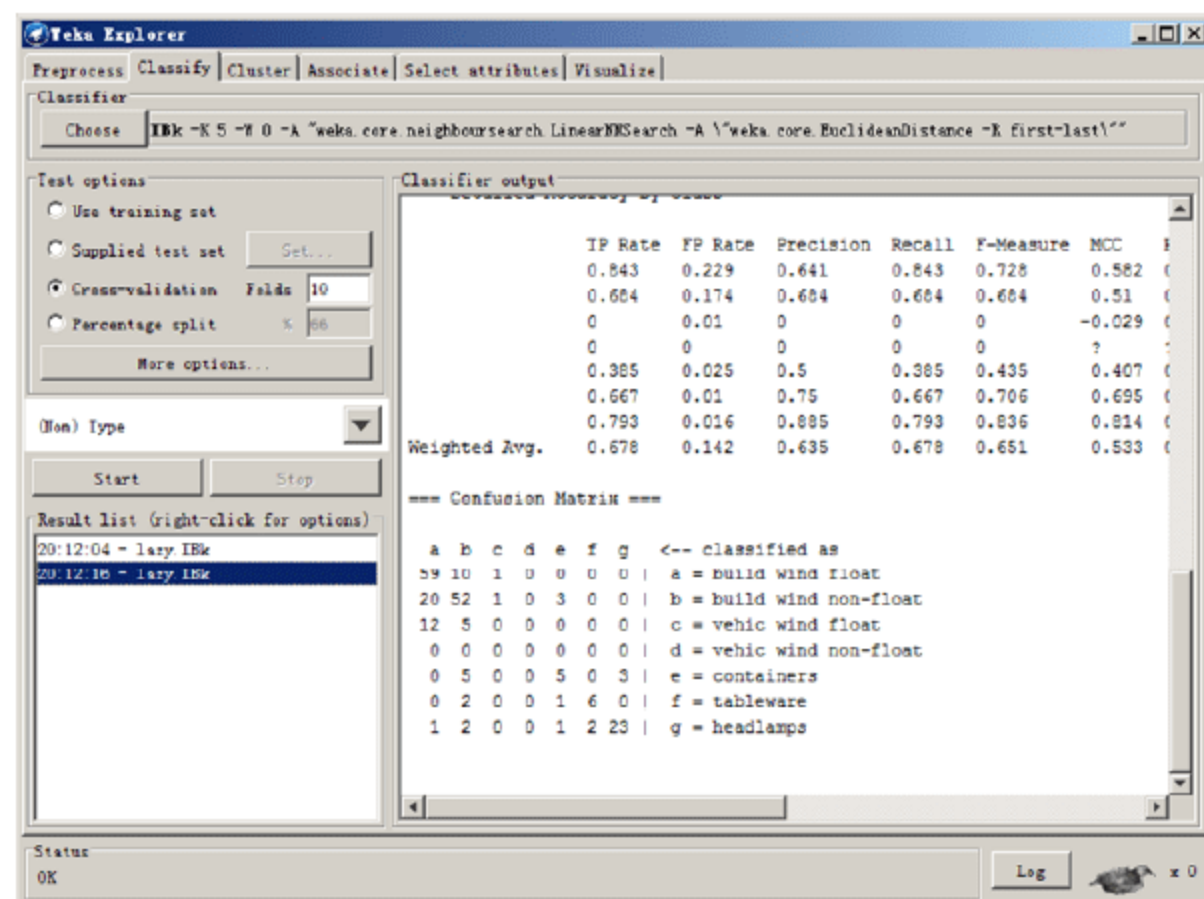 Weka Explorer
Preprocess Classify Cluster Associate Select attributes Visualize
Classifier
Choose IBk -K 5 -W 0 -A "weka.core.neighboursearch.LinearNNSearch -A \"weka.core.EuclideanDistance -R first-last\""
Test options
Use training set
Supplied test set Set...
Cross-validation Folds 10
Percentage split % 66
More options...
(Nom) Type
Start Stop
Result list (right-click for options)
20:12:04 - lazy.IBk
20:12:16 - lazy.IBk
Classifier output
TP Rate FP Rate Precision Recall F-Measure MCC
0.843 0.229 0.641 0.843 0.728 0.582
0.684 0.174 0.684 0.684 0.684 0.51
0 0.01 0 0 0 -0.029
0 0 0 0 0 ?
0.385 0.025 0.5 0.385 0.435 0.407
0.667 0.01 0.75 0.667 0.706 0.695
0.793 0.016 0.885 0.793 0.836 0.814
Weighted Avg. 0.678 0.142 0.635 0.678 0.651 0.533
=== Confusion Matrix ===
a b c d e f g <-- classified as
59 10 1 0 0 0 0 | a = build wind float
20 52 1 0 3 0 0 | b = build wind non-float
12 5 0 0 0 0 0 | c = vehic wind float
0 0 0 0 0 0 0 | d = vehic wind non-float
0 5 0 0 5 0 3 | e = containers
0 2 0 0 1 6 0 | f = tableware
1 2 0 0 1 2 23 | g = headlamps
Status
OK
Log x 0